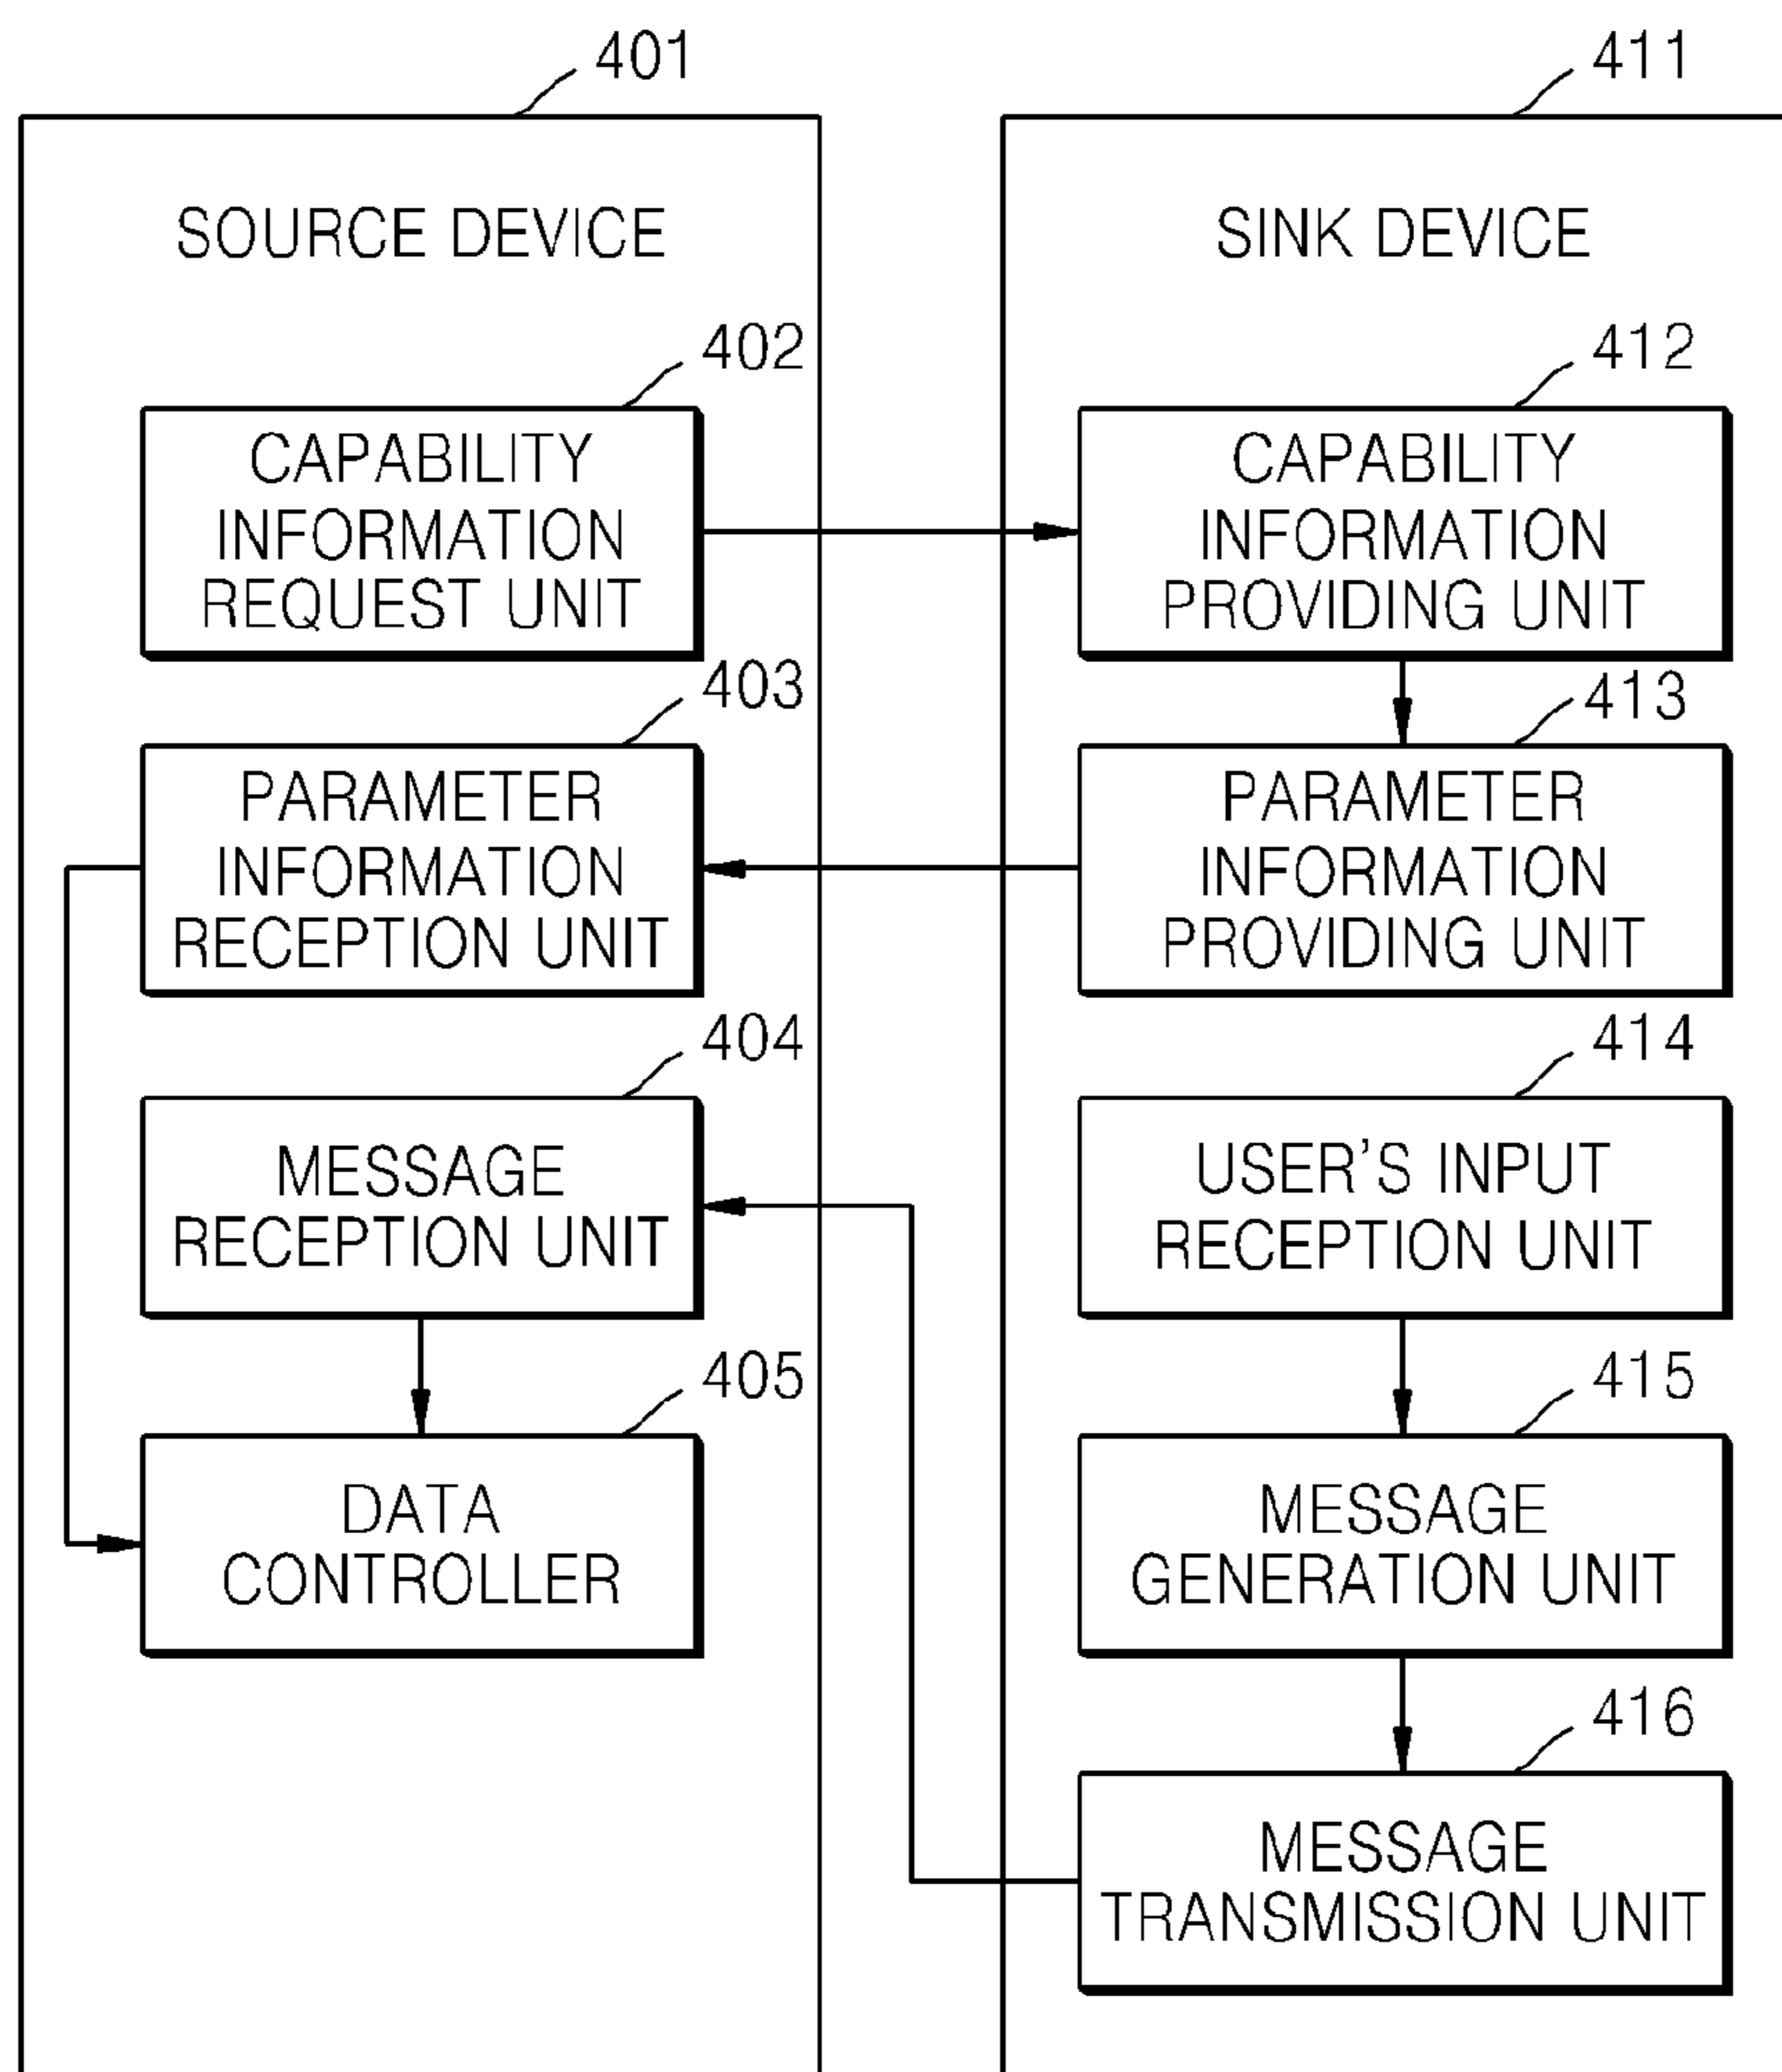 401
411
SOURCE DEVICE
SINK DEVICE
402
412
CAPABILITY
INFORMATION
REQUEST UNIT
CAPABILITY
INFORMATION
PROVIDING UNIT
403
413
PARAMETER
INFORMATION
RECEPTION UNIT
PARAMETER
INFORMATION
PROVIDING UNIT
404
414
MESSAGE
RECEPTION UNIT
USER'S INPUT
RECEPTION UNIT
405
415
DATA
CONTROLLER
MESSAGE
GENERATION UNIT
416
MESSAGE
TRANSMISSION UNIT